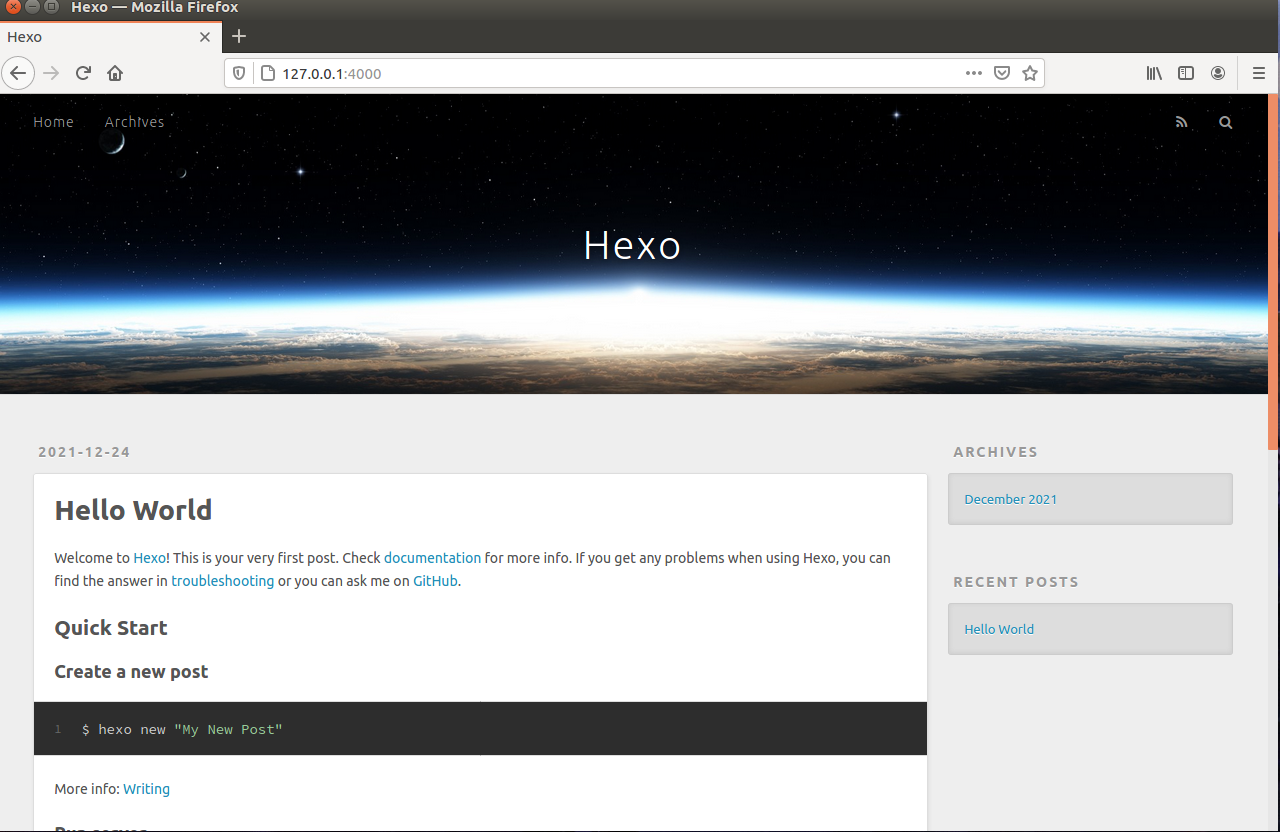 Hexo — Mozilla Firefox
Hexo
127.0.0.1:4000
Home Archives
Hexo
2021-12-24
Hello World
Welcome to Hexo! This is your very first post. Check documentation for more info. If you get any problems when using Hexo, you can
find the answer in troubleshooting or you can ask me on GitHub.
Quick Start
Create a new post
1 $ hexo new "My New Post"
More info: Writing
Run server
ARCHIVES
December 2021
RECENT POSTS
Hello World